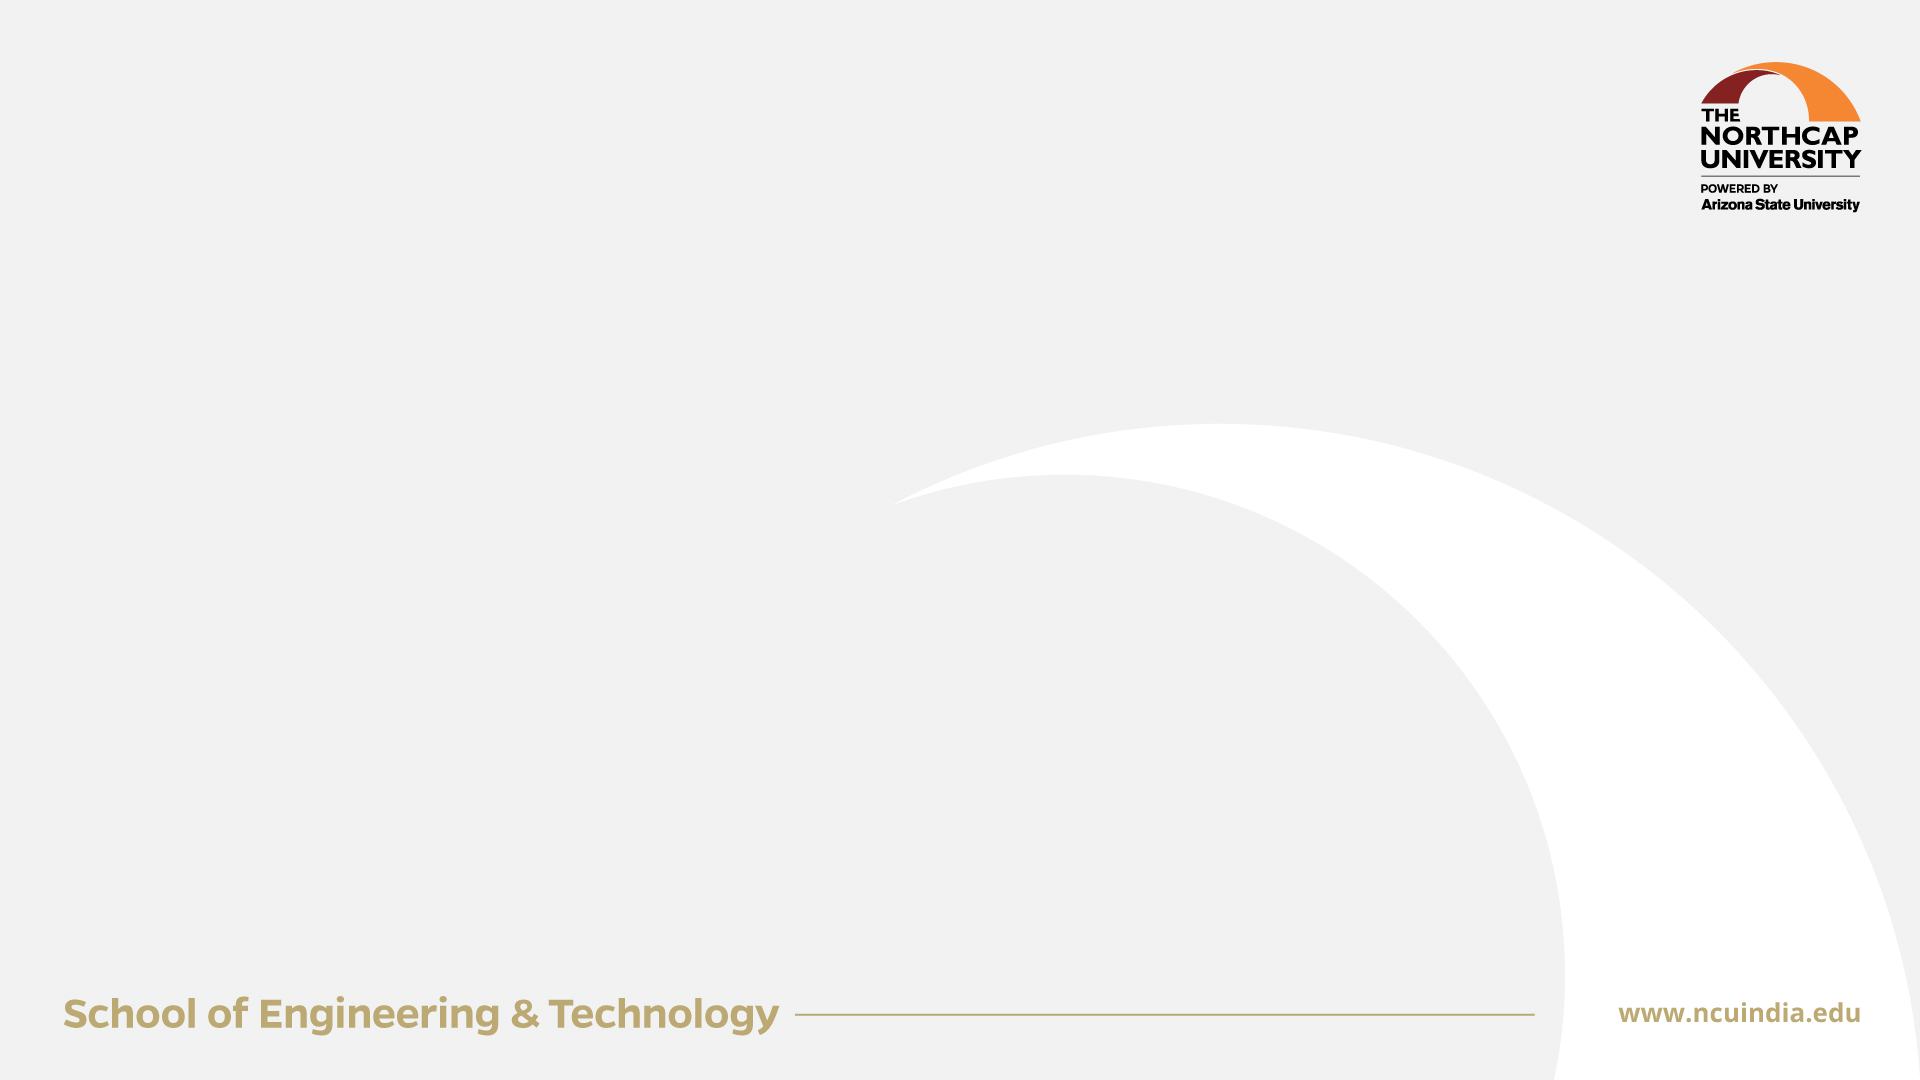 THE
NORTHCAP
UNIVERSITY
POWERED BY
Arizona State University
School of Engineering & Technology
www.ncuindia.edu